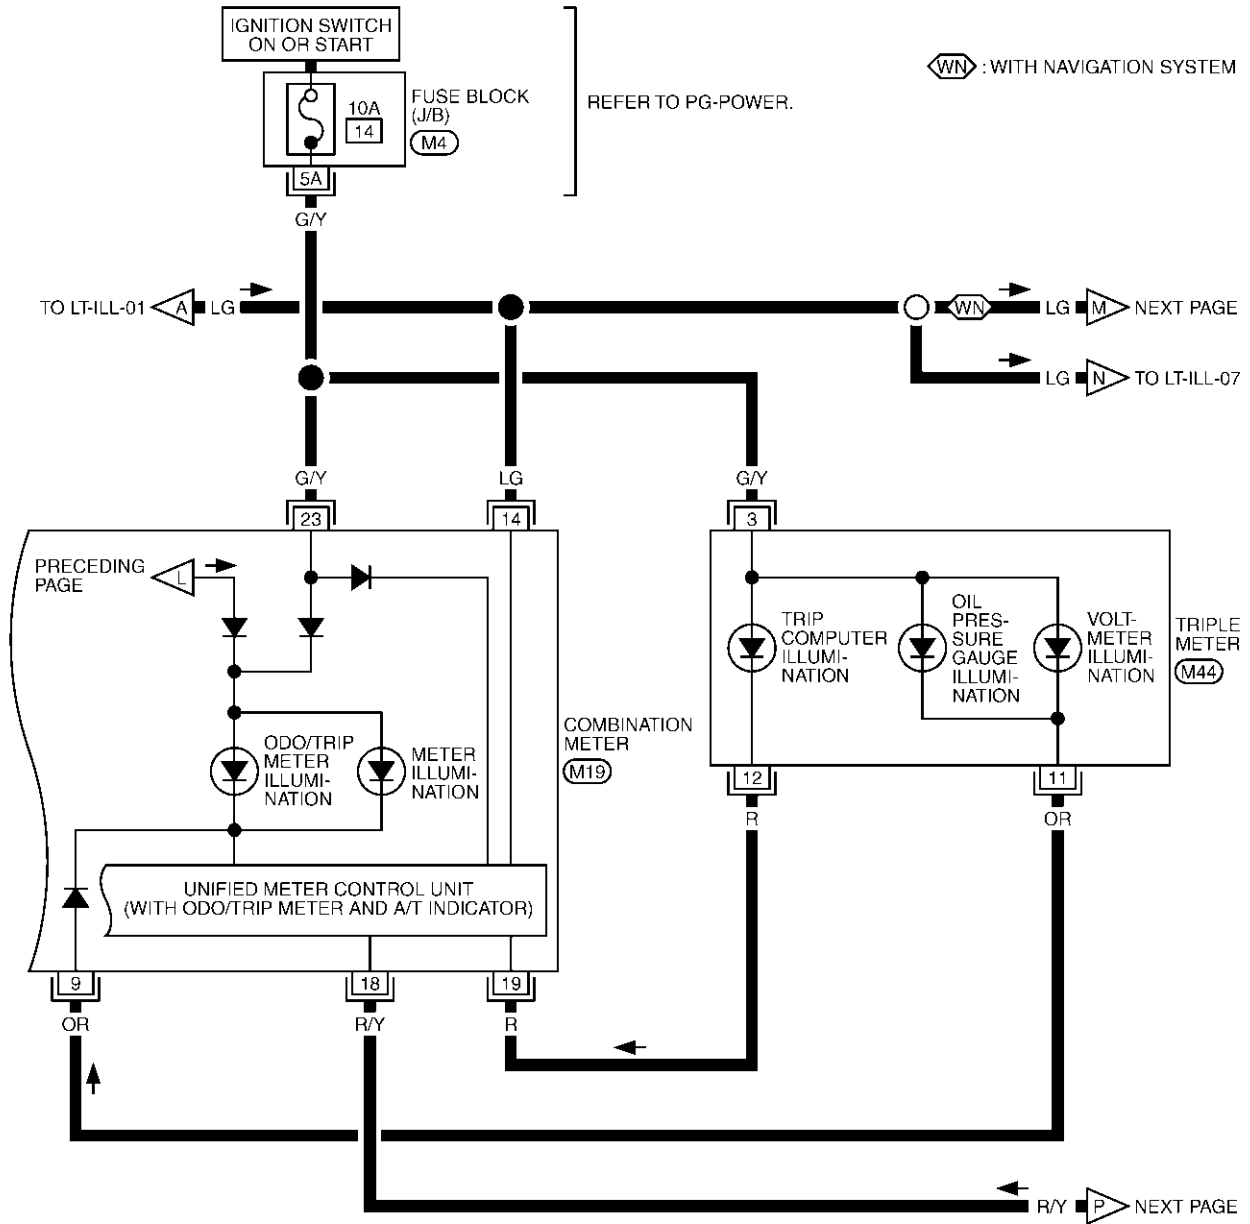 IGNITION SWITCH
ON OR START
WN : WITH NAVIGATION SYSTEM
10A
14
FUSE BLOCK
(J/B)
M4
REFER TO PG-POWER.
5A
G/Y
TO LT-ILL-01
A
LG
WN
LG
M
NEXT PAGE
LG
N
TO LT-ILL-07
G/Y
LG
G/Y
23
14
3
PRECEDING
PAGE
L
TRIP
COMPUTER
ILLUMI-
NATION
OIL
PRES-
SURE
GAUGE
ILLUMI-
NATION
VOLT-
METER
ILLUMI-
NATION
TRIPLE
METER
M44
ODO/TRIP
METER
ILLUMI-
NATION
METER
ILLUMI-
NATION
COMBINATION
METER
M19
12
11
R
OR
UNIFIED METER CONTROL UNIT
(WITH ODO/TRIP METER AND A/T INDICATOR)
9
18
19
OR
R/Y
R
R/Y
P
NEXT PAGE